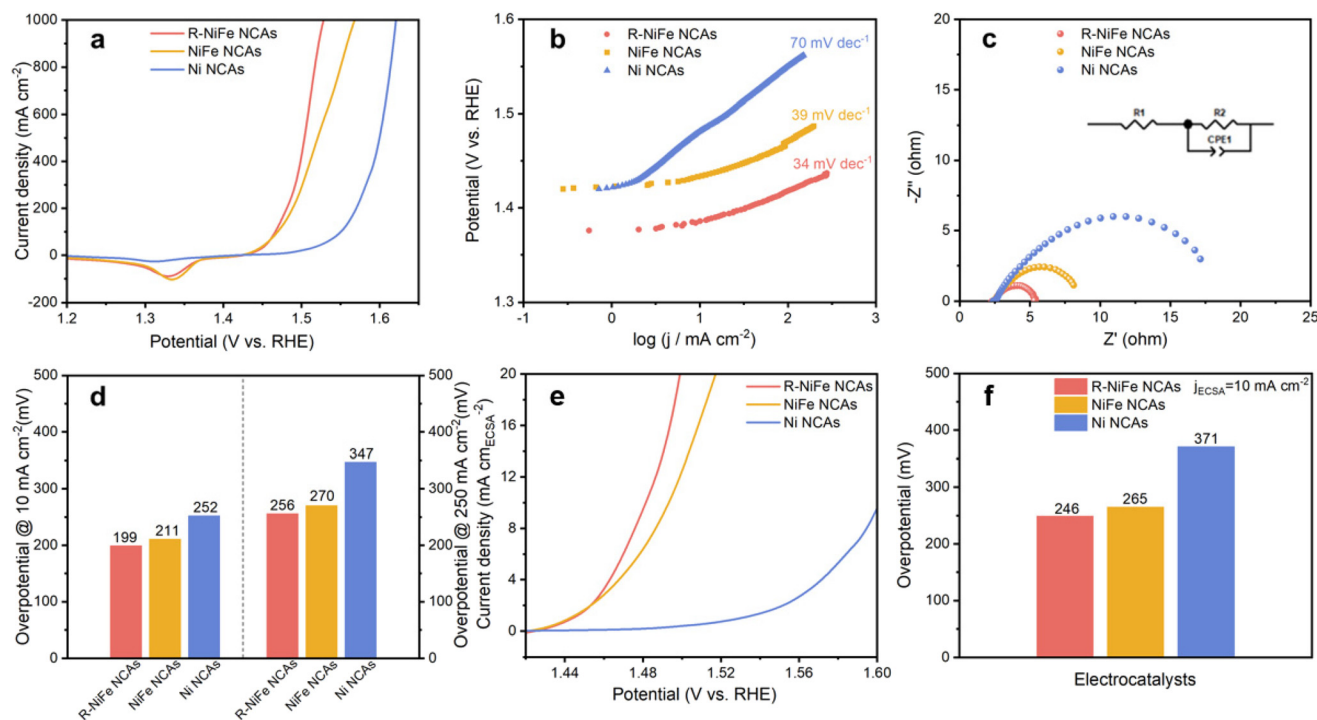 a
R-NiFe NCAs
NiFe NCAs
Ni NCAs
Current density (mA cm⁻²)
1000
800
600
400
200
0
-200
1.2
1.3
1.4
1.5
1.6
Potential (V vs. RHE)
b
R-NiFe NCAs
NiFe NCAs
Ni NCAs
70 mV dec⁻¹
39 mV dec⁻¹
34 mV dec⁻¹
Potential (V vs. RHE)
1.6
1.5
1.4
1.3
-1
0
1
2
3
log (j / mA cm⁻²)
c
R-NiFe NCAs
NiFe NCAs
Ni NCAs
R1
R2
CPE1
-Z" (ohm)
-20
-15
-10
-5
0
0
5
10
15
20
25
Z' (ohm)
d
Overpotential @ 10 mA cm⁻²(mV)
500
400
300
200
100
0
199
211
252
256
270
347
R-NiFe NCAs
NiFe NCAs
Ni NCAs
R-NiFe NCAs
NiFe NCAs
Ni NCAs
500
400
300
200
100
0
Overpotential @ 250 mA cm⁻²(mV)
e
R-NiFe NCAs
NiFe NCAs
Ni NCAs
Current density (mA cm_ECSA⁻²)
20
16
12
8
4
0
1.44
1.48
1.52
1.56
1.60
Potential (V vs. RHE)
f
R-NiFe NCAs
NiFe NCAs
Ni NCAs
j_ECSA=10 mA cm⁻²
Overpotential (mV)
500
400
300
200
100
0
246
265
371
Electrocatalysts